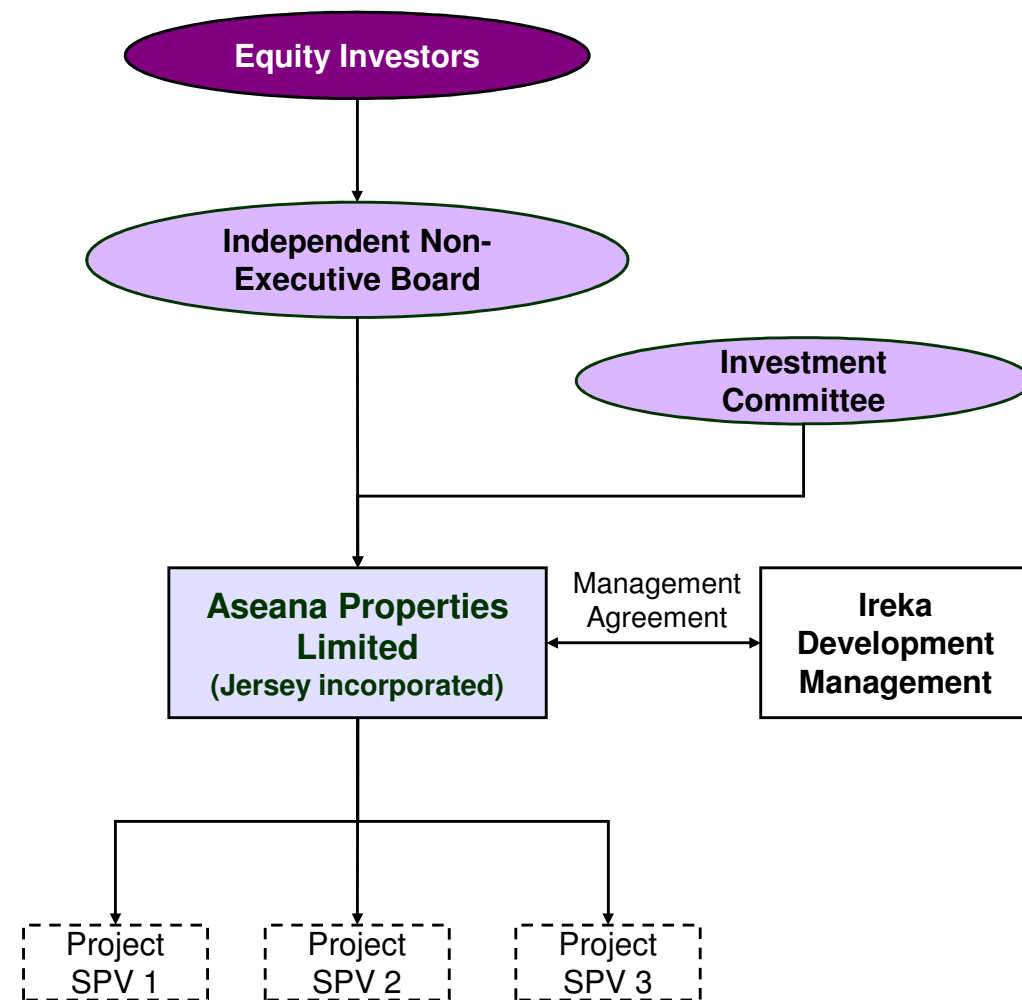 Equity Investors
Independent Non-
Executive Board
Investment
Committee
Aseana Properties
Limited
(Jersey incorporated)
Management
Agreement
Ireka
Development
Management
Project
SPV 1
Project
SPV 2
Project
SPV 3